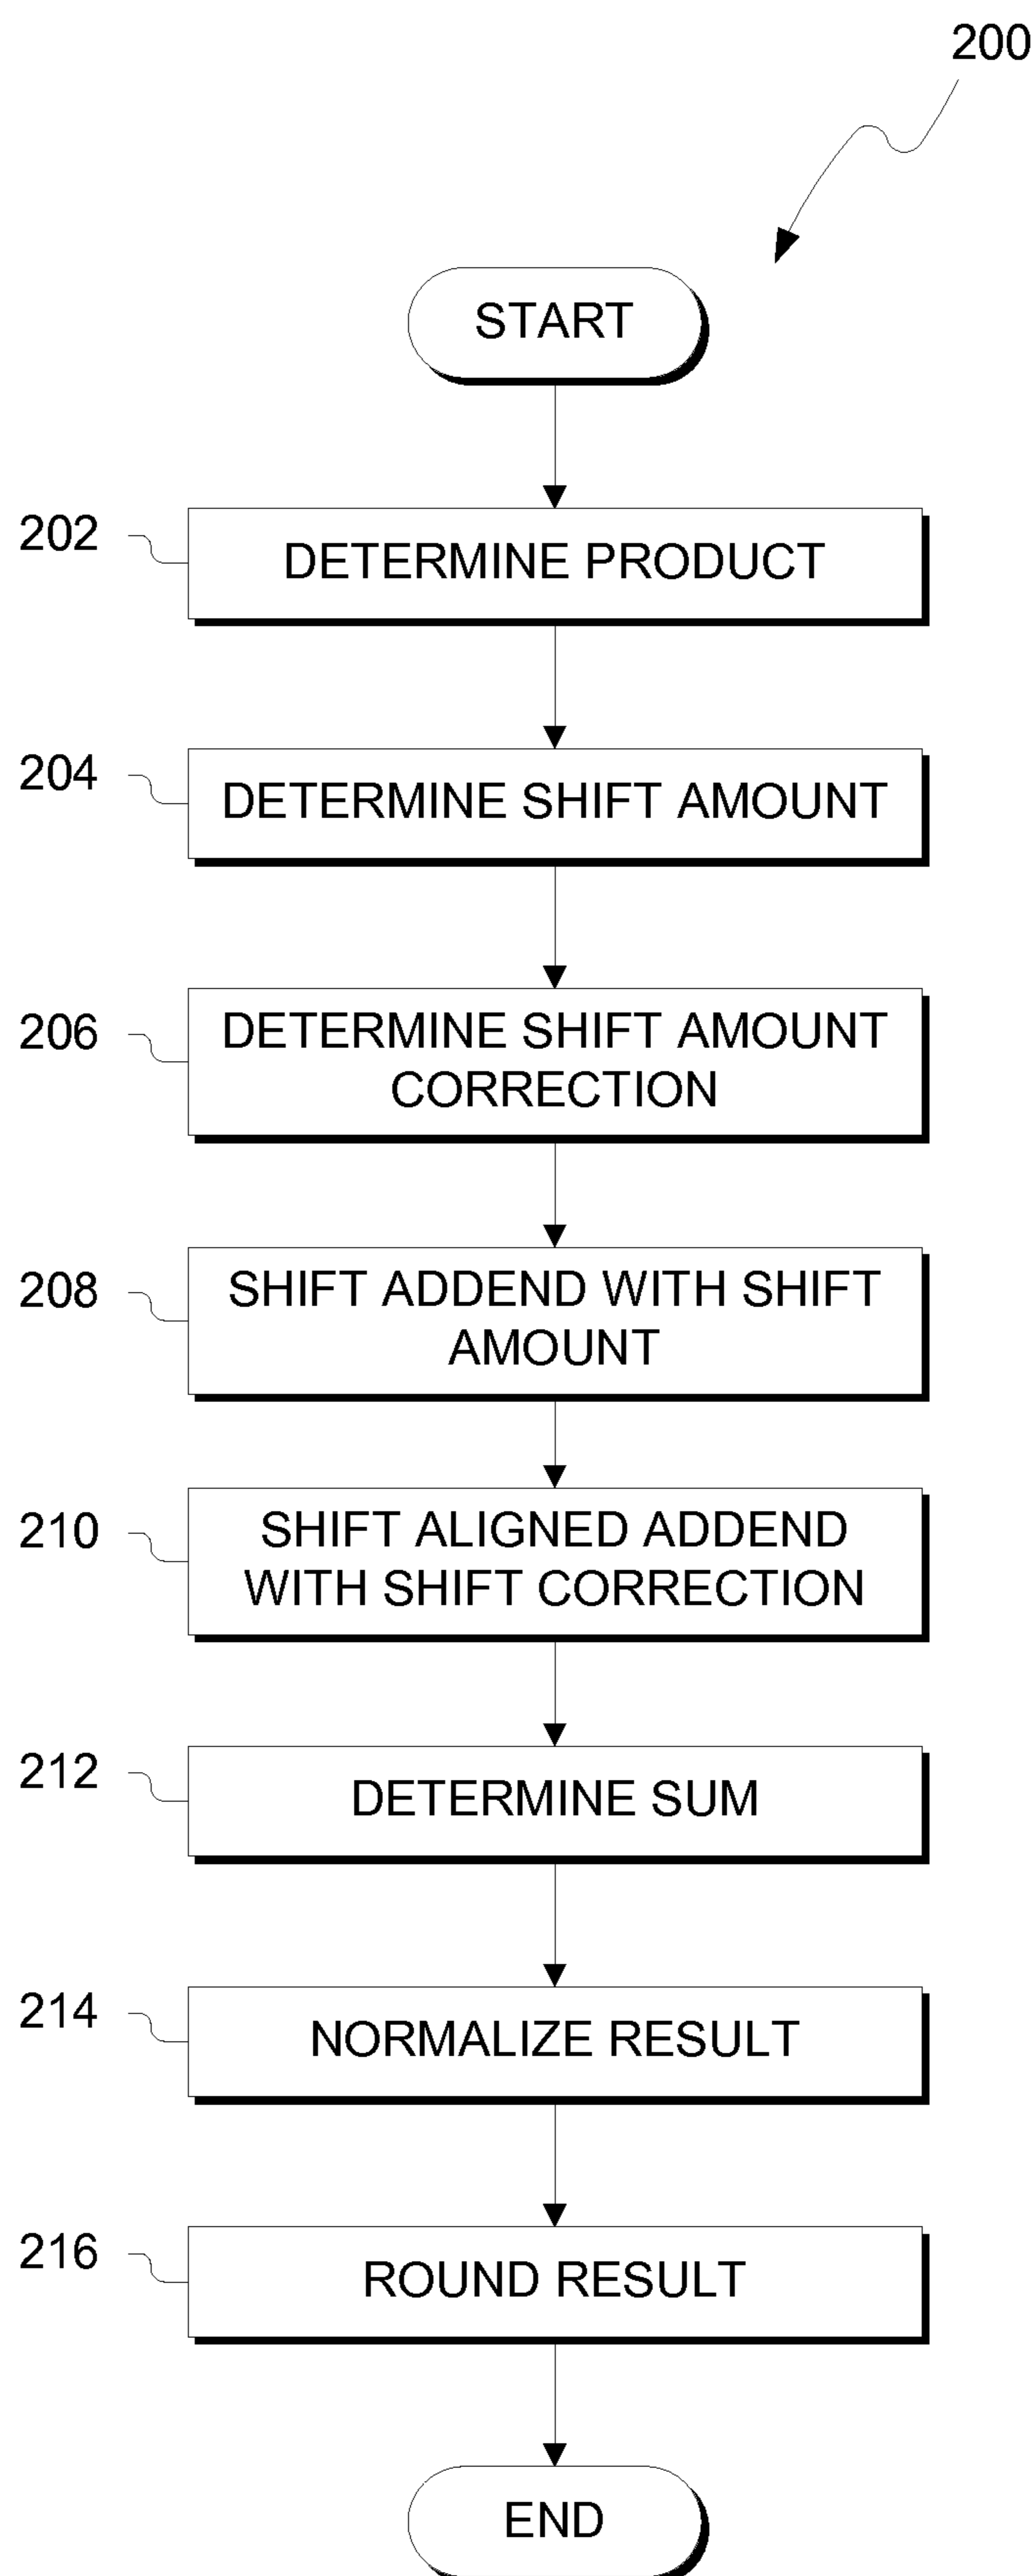 200
START
202
DETERMINE PRODUCT
204
DETERMINE SHIFT AMOUNT
206
DETERMINE SHIFT AMOUNT
CORRECTION
208
SHIFT ADDEND WITH SHIFT
AMOUNT
210
SHIFT ALIGNED ADDEND
WITH SHIFT CORRECTION
212
DETERMINE SUM
214
NORMALIZE RESULT
216
ROUND RESULT
END